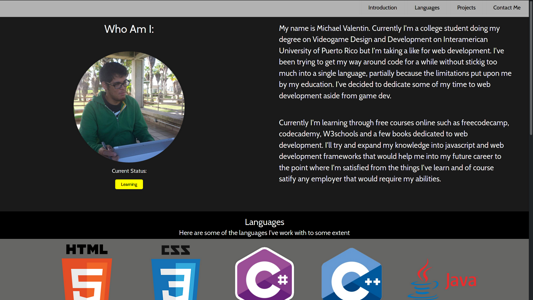 Introduction Languages Projects Contact Me
Who Am I:
Current Status:
Learning
My name is Michael Valentin. Currently I'm a college student doing my
degree on Videogame Design and Development on Interamerican
University of Puerto Rico but I'm taking a like for web development. I've
been trying to get my way around code for a while without stickig too
much into a single language, partially because the limitations put upon me
by my education. I've decided to dedicate some of my time to web
development aside from game dev.
Currently I'm learning through free courses online such as freecodecamp,
codecademy, W3schools and a few books dedicated to web
development. I'll try and expand my knowledge into javascript and web
development frameworks that would help me into my future career to
the point where I'm satisfied from the things I've learn and of course
satify any employer that would require my abilities.
Languages
Here are some of the languages I've work with to some extent
HTML CSS
5 3 C# C++ Java